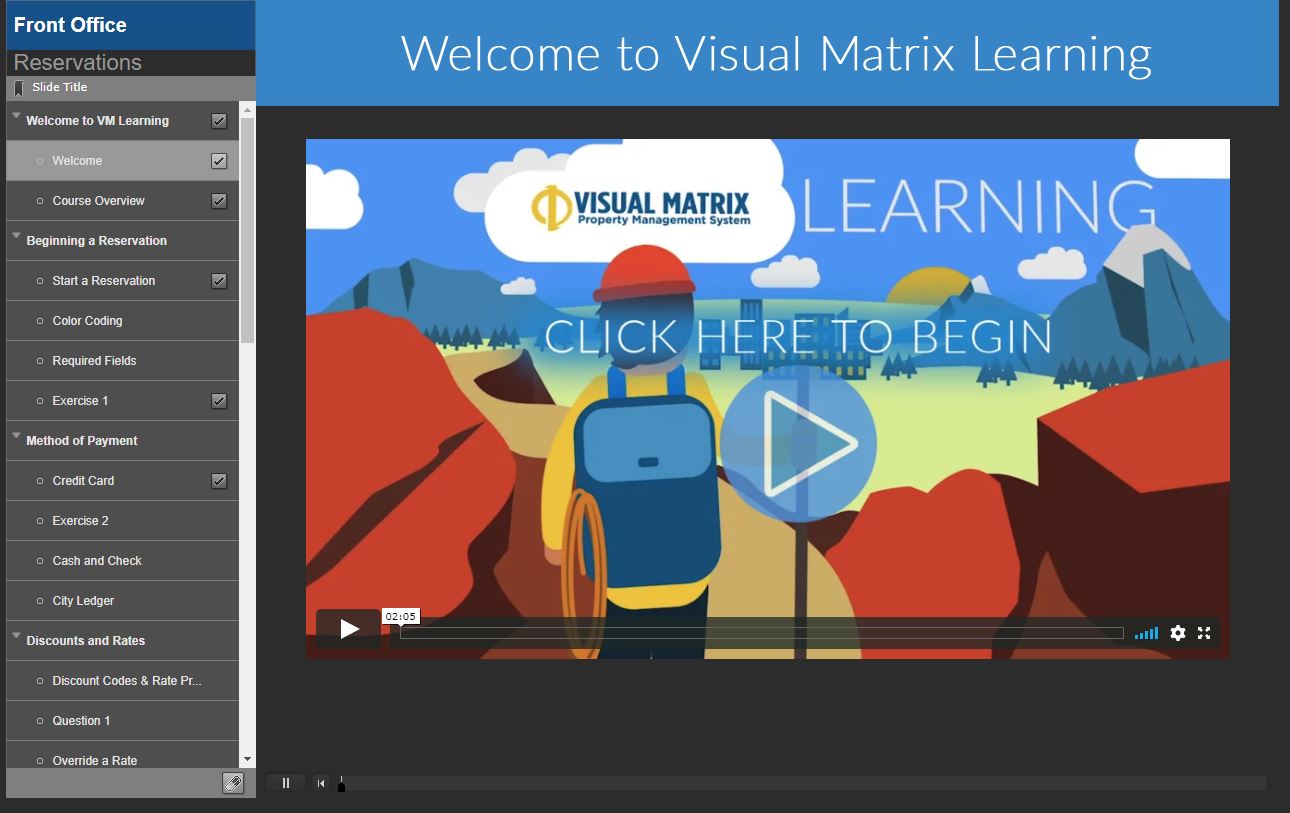 Front Office
Reservations
Slide Title
Welcome to VM Learning
Welcome
Course Overview
Beginning a Reservation
Start a Reservation
Color Coding
Required Fields
Exercise 1
Method of Payment
Credit Card
Exercise 2
Cash and Check
City Ledger
Discounts and Rates
Discount Codes & Rate Pr...
Question 1
Override a Rate
Welcome to Visual Matrix Learning
VISUAL MATRIX
Property Management System
LEARNING
CLICK HERE TO BEGIN
02:05